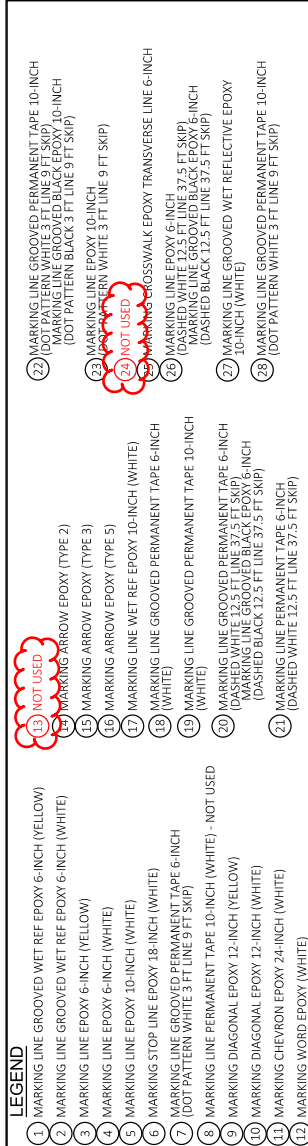 LEGEND
1 MARKING LINE GROOVED WET REF EPOXY 6-INCH (YELLOW)
2 MARKING LINE GROOVED WET REF EPOXY 6-INCH (WHITE)
3 MARKING LINE EPOXY 6-INCH (YELLOW)
4 MARKING LINE EPOXY 6-INCH (WHITE)
5 MARKING LINE EPOXY 10-INCH (WHITE)
6 MARKING STOP LINE EPOXY 18-INCH (WHITE)
7 MARKING LINE GROOVED PERMANENT TAPE 6-INCH
(DOT PATTERN WHITE 3 FT LINE 9 FT SKIP)
8 MARKING LINE PERMANENT TAPE 10-INCH (WHITE) - NOT USED
9 MARKING DIAGONAL EPOXY 12-INCH (YELLOW)
10 MARKING DIAGONAL EPOXY 12-INCH (WHITE)
11 MARKING CHEVRON EPOXY 24-INCH (WHITE)
12 MARKING WORD EPOXY (WHITE)
13 NOT USED
14 MARKING ARROW EPOXY (TYPE 2)
15 MARKING ARROW EPOXY (TYPE 3)
16 MARKING ARROW EPOXY (TYPE 5)
17 MARKING LINE WET REF EPOXY 10-INCH (WHITE)
18 MARKING LINE GROOVED PERMANENT TAPE 6-INCH
(WHITE)
19 MARKING LINE GROOVED PERMANENT TAPE 10-INCH
(WHITE)
20 MARKING LINE GROOVED PERMANENT TAPE 6-INCH
(DASHED WHITE 12.5 FT LINE 37.5 FT SKIP)
MARKING LINE GROOVED BLACK EPOXY 6-INCH
(DASHED BLACK 12.5 FT LINE 37.5 FT SKIP)
21 MARKING LINE PERMANENT TAPE 6-INCH
(DASHED WHITE 12.5 FT LINE 37.5 FT SKIP)
22 MARKING LINE GROOVED PERMANENT TAPE 10-INCH
(DOT PATTERN WHITE 3 FT LINE 9 FT SKIP)
MARKING LINE GROOVED BLACK EPOXY 10-INCH
(DOT PATTERN BLACK 3 FT LINE 9 FT SKIP)
23 MARKING LINE EPOXY 10-INCH
(DOT PATTERN WHITE 3 FT LINE 9 FT SKIP)
24 NOT USED
25 MARKING CROSSWALK EPOXY TRANSVERSE LINE 6-INCH
26 MARKING LINE EPOXY 6-INCH
(DASHED WHITE 12.5 FT LINE 37.5 FT SKIP)
MARKING LINE GROOVED BLACK EPOXY 6-INCH
(DASHED BLACK 12.5 FT LINE 37.5 FT SKIP)
27 MARKING LINE GROOVED WET REFLECTIVE EPOXY
10-INCH (WHITE)
28 MARKING LINE GROOVED PERMANENT TAPE 10-INCH
(DOT PATTERN WHITE 3 FT LINE 9 FT SKIP)